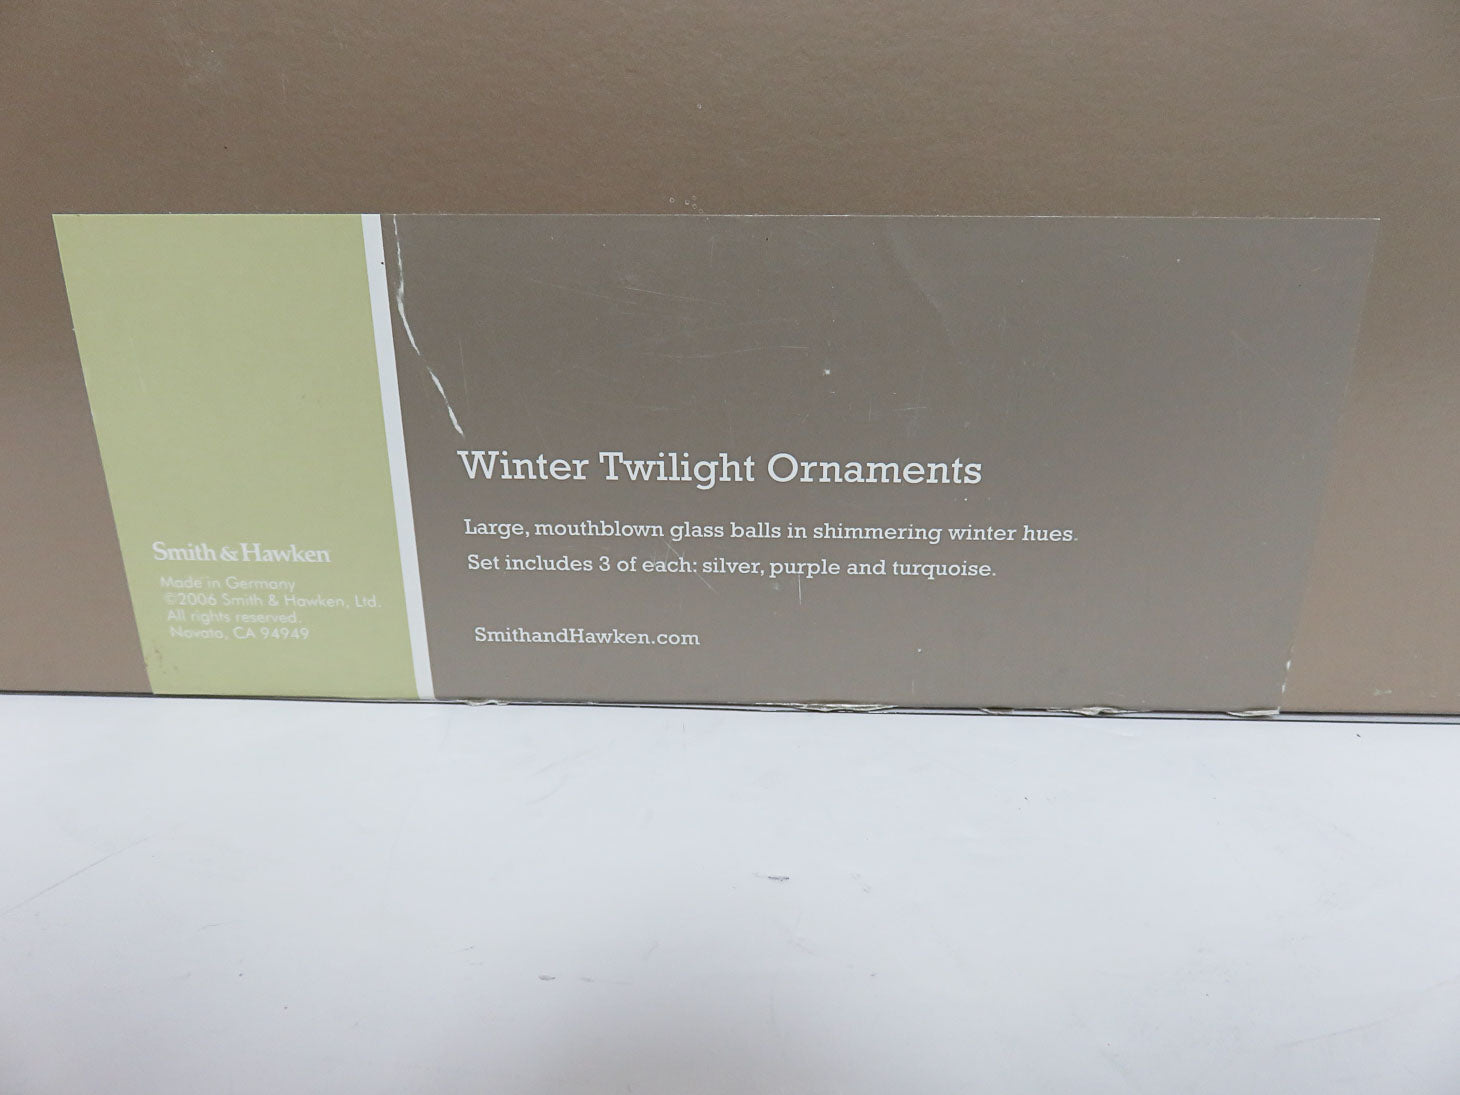 Winter Twilight Ornaments
Large, mouthblown glass balls in shimmering winter hues.
Set includes 3 of each: silver, purple and turquoise.
SmithandHawken.com
Smith & Hawken
Made in Germany
©2006 Smith & Hawken, Ltd.
All rights reserved.
Novato, CA 94949